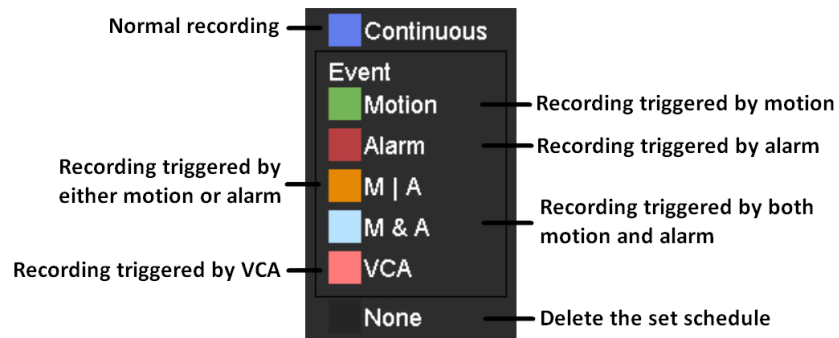 Normal recording
Continuous
Event
Motion
Recording triggered by motion
Alarm
Recording triggered by alarm
Recording triggered by
either motion or alarm
M | A
M & A
Recording triggered by both
motion and alarm
Recording triggered by VCA
VCA
None
Delete the set schedule